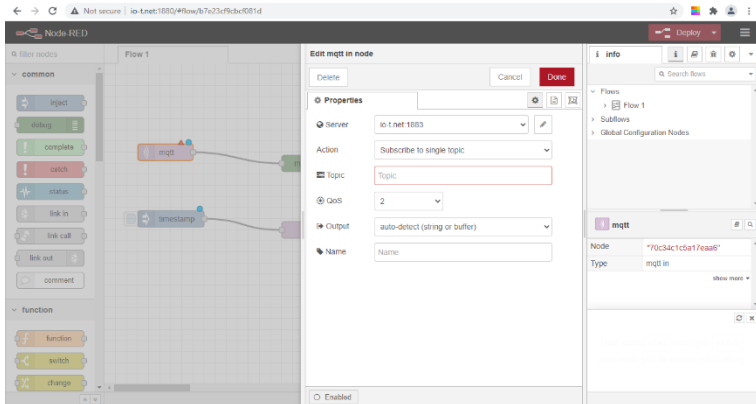 Not secure | io-t.net:1880/#flow/b7e23cf9cbcf081d
Node-RED
Deploy
filter nodes
Flow 1
common
inject
debug
complete
catch
status
link in
link call
link out
comment
function
function
switch
change
mqtt
timestamp
Edit mqtt in node
Delete
Cancel
Done
Properties
Server
io-t.net:1883
Action
Subscribe to single topic
Topic
Topic
QoS
2
Output
auto-detect (string or buffer)
Name
Name
Enabled
i info
Search flows
Flows
Flow 1
Subflows
Global Configuration Nodes
mqtt
Node
"70c34c1c6a17eaa6"
Type
mqtt in
show more